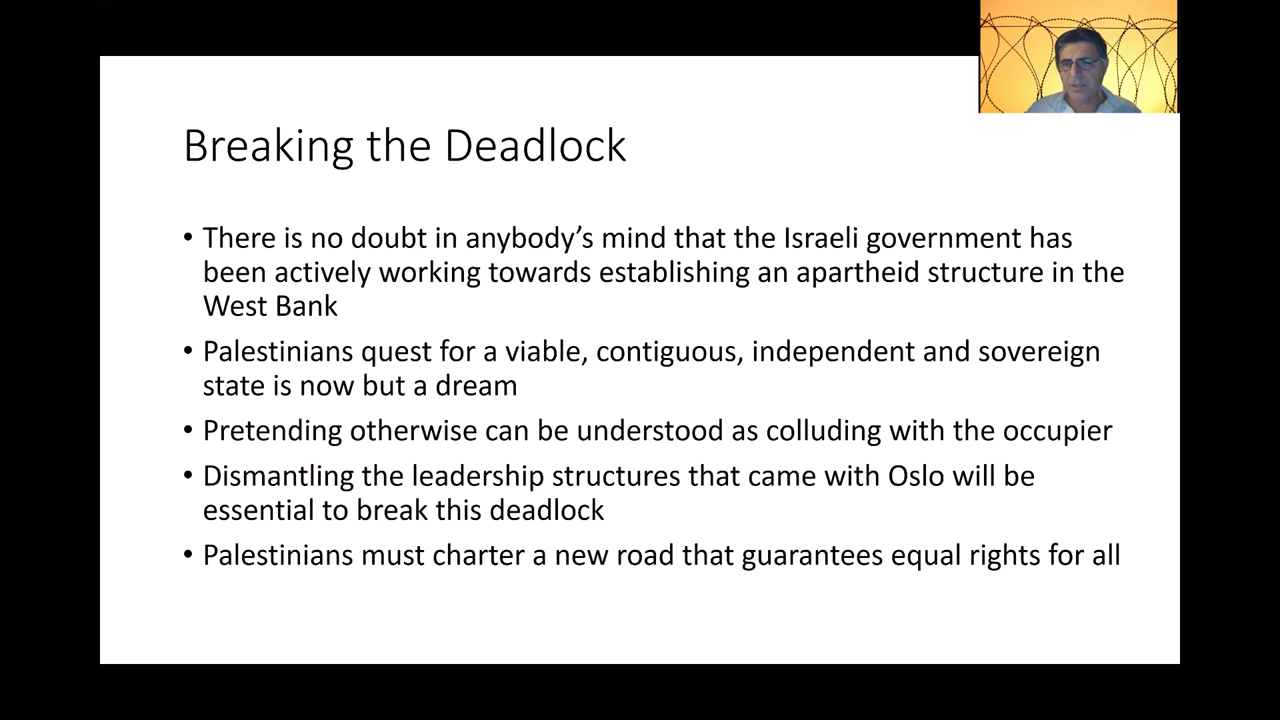 Breaking the Deadlock
• There is no doubt in anybody’s mind that the Israeli government has
been actively working towards establishing an apartheid structure in the
West Bank
• Palestinians quest for a viable, contiguous, independent and sovereign
state is now but a dream
• Pretending otherwise can be understood as colluding with the occupier
• Dismantling the leadership structures that came with Oslo will be
essential to break this deadlock
• Palestinians must charter a new road that guarantees equal rights for all